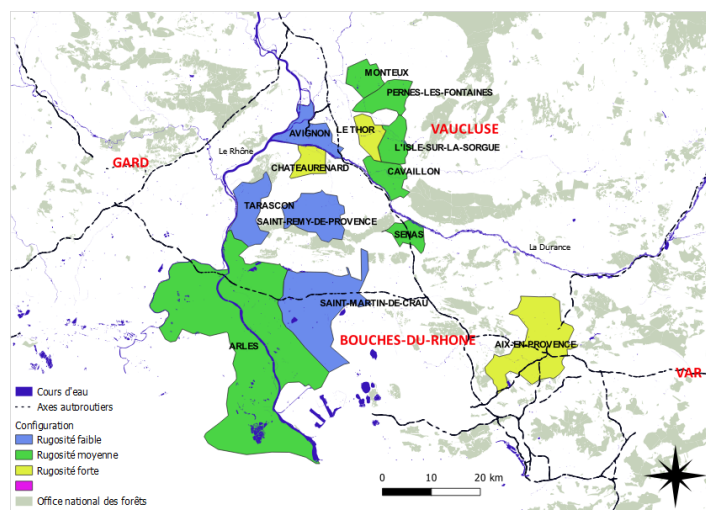 MONTEUX
PERNES-LES-FONTAINES
LE THOR
VAUCLUSE
AVIGNON
L'ISLE-SUR-LA-SORGUE
Le Rhône
GARD
CHATEAURENARD
CAVAILLON
TARASCON
SAINT-REMY-DE-PROVENCE
SENAS
La Durance
SAINT-MARTIN-DE-CRAU
BOUCHES-DU-RHONE
AIX-EN-PROVENCE
ARLES
VAR
Cours d'eau
Axes autoroutiers
Configuration
Rugosité faible
Rugosité moyenne
Rugosité forte
Office national des forêts
0 10 20 km